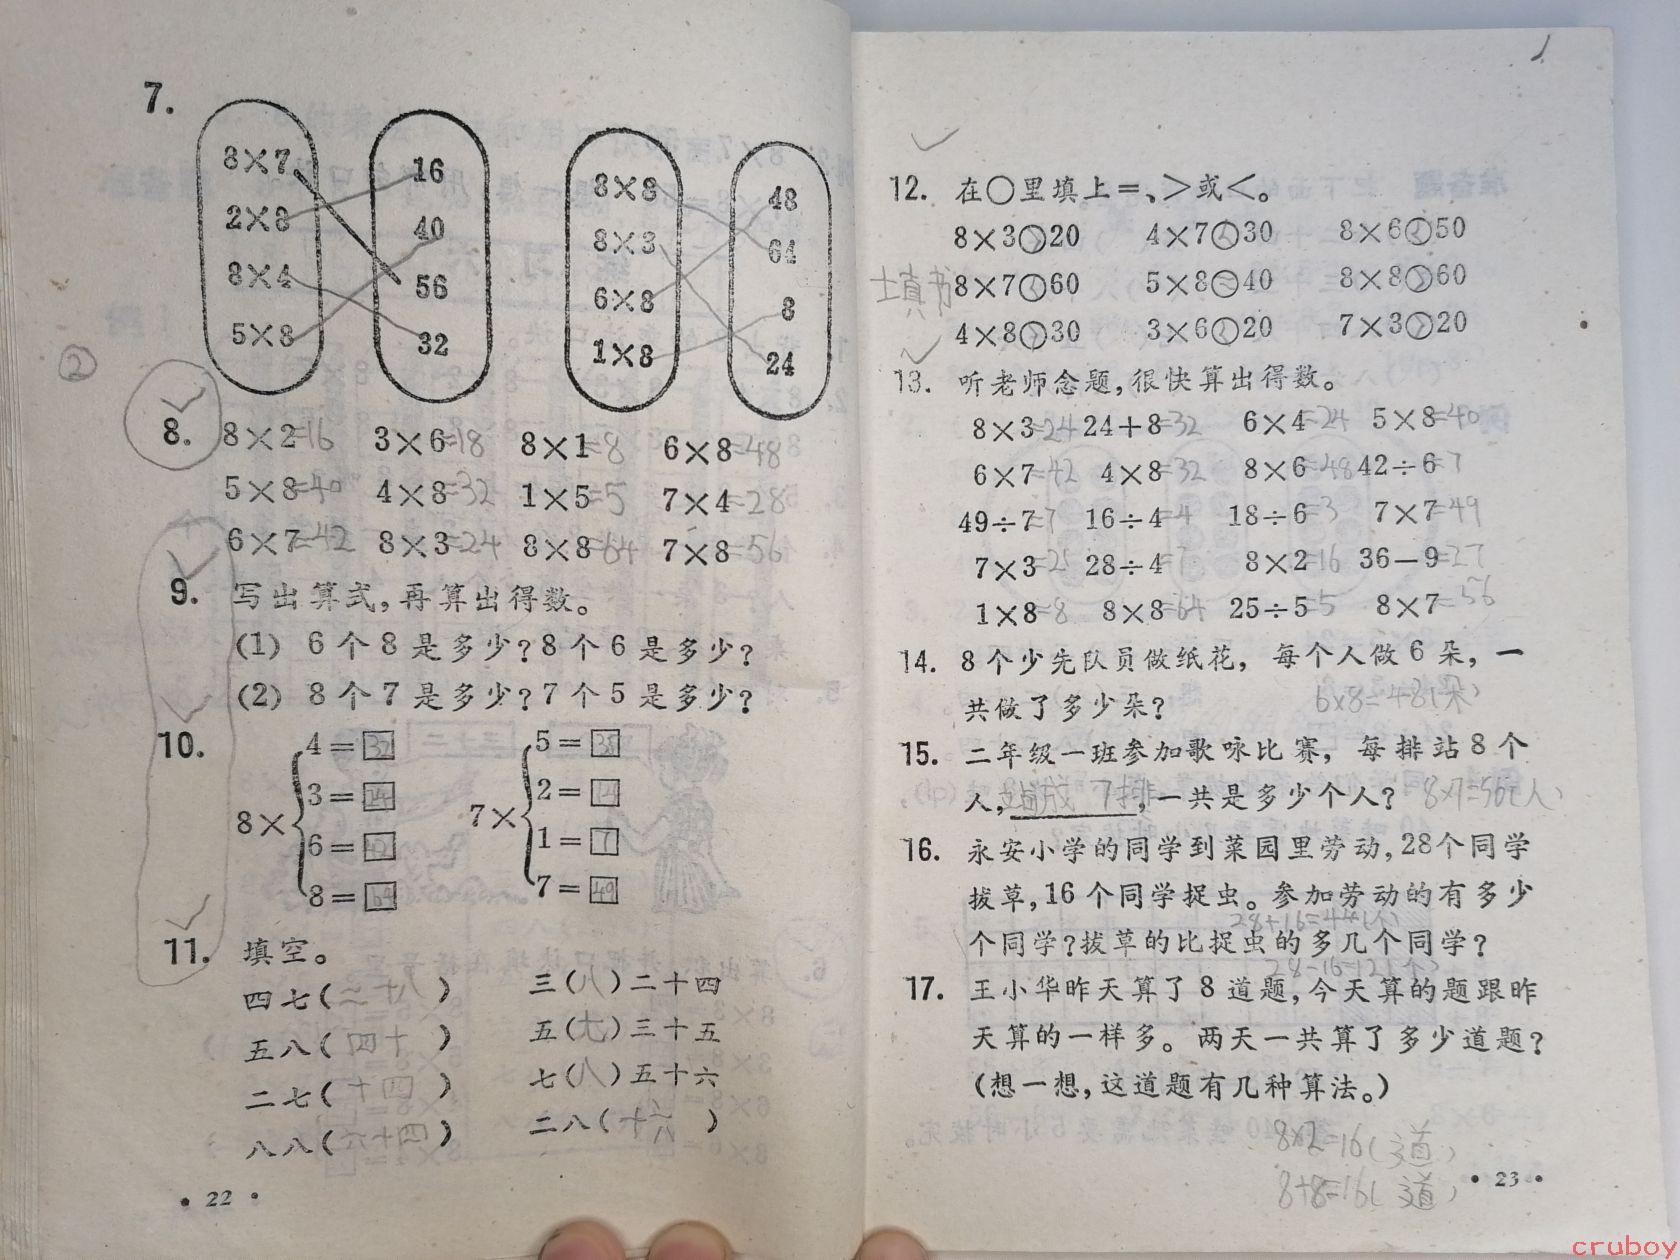 7.
8×7 16 8×8 48
2×8 40 8×3 64
8×4 56 6×8 8
5×8 32 1×8 24
②
8. 8×2=16 3×6=18 8×1=8 6×8=48
5×8=40 4×8=32 1×5=5 7×4=28
6×7=42 8×3=24 8×8=64 7×8=56
9. 写出算式,再算出得数。
(1) 6个8是多少?8个6是多少?
(2) 8个7是多少?7个5是多少?
10.
8× 4=32
3=24
6=
8=64
7× 5=35
2=
1=7
7=49
11. 填空。
四七(二十八) 三(八)二十四
五八(四十) 五(七)三十五
二七(十四) 七(八)五十六
八八(六十四) 二八(十六)
• 22 •
12. 在○里填上=、>或<。
8×3>20 4×7<30 8×6<50
填书
8×7<60 5×8=40 8×8>60
4×8>30 3×6<20 7×3>20
13. 听老师念题,很快算出得数。
8×3=24 24+8=32 6×4=24 5×8=40
6×7=42 4×8=32 8×6=48 42÷6=7
49÷7=7 16÷4=4 18÷6=3 7×7=49
7×3= 28÷4=7 8×2=16 36-9=27
1×8=8 8×8=64 25÷5=5 8×7=56
14. 8个少先队员做纸花, 每个人做6朵, 一
共做了多少朵? 6×8=48(朵)
15. 二年级一班参加歌咏比赛, 每排站8个
人,站成7排,一共是多少个人? 8×7=56(人)
16. 永安小学的同学到菜园里劳动,28个同学
拔草,16个同学捉虫。参加劳动的有多少
28+16=44(个)
个同学?拔草的比捉虫的多几个同学?
28-16=12(个)
17. 王小华昨天算了8道题,今天算的题跟昨
天算的一样多。两天一共算了多少道题?
(想一想,这道题有几种算法。)
8×2=16(道)
8+8=16(道)
• 23 •
cruboy